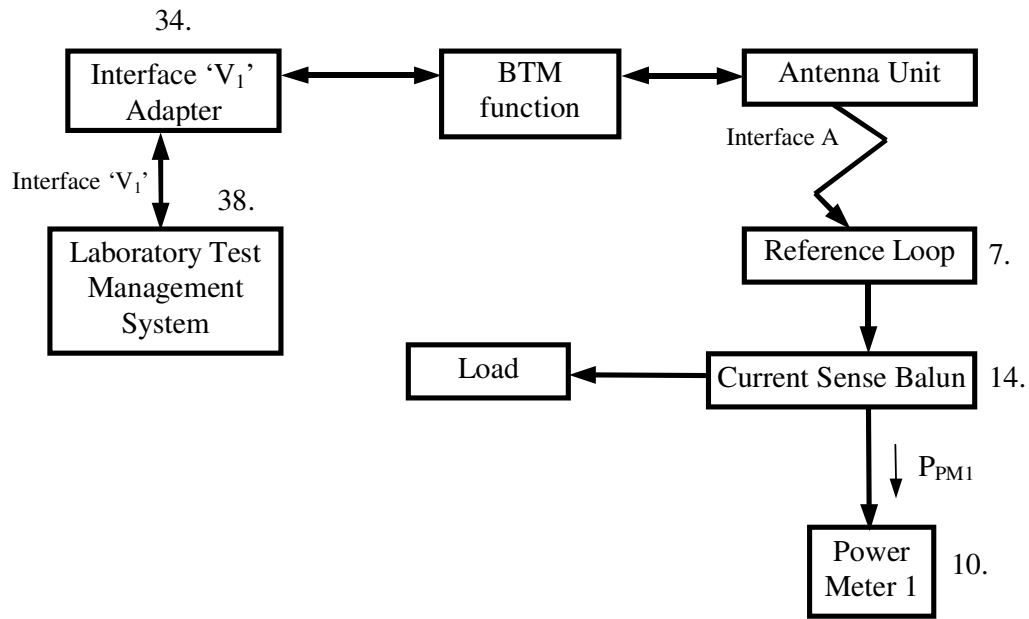 34.
Interface ‘V₁’
Adapter
BTM
function
Antenna Unit
Interface A
Interface ‘V₁’
38.
Laboratory Test
Management
System
Reference Loop
7.
Load
Current Sense Balun
14.
P_PM1
Power
Meter 1
10.